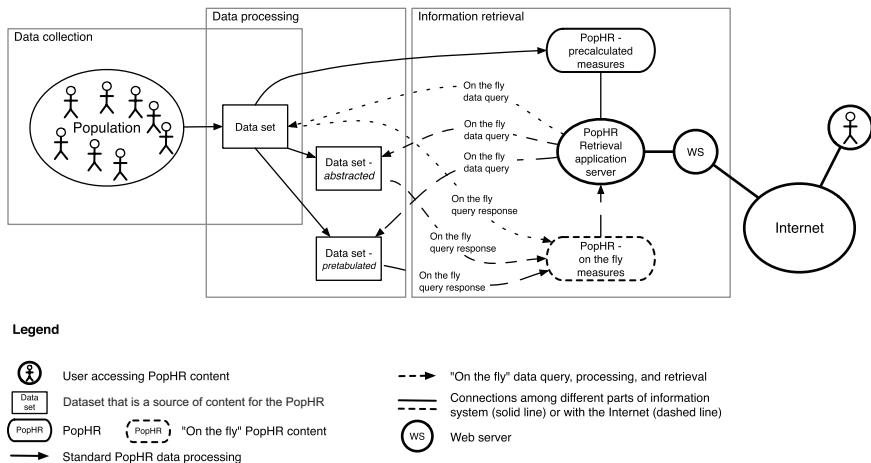 Data processing
Information retrieval
Data collection
PopHR -
precalculated
measures
Population
Data set
On the fly
data query
On the fly
data query
On the fly
data query
PopHR
Retrieval
application
server
WS
Internet
Data set -
abstracted
Data set -
pretabulated
On the fly
query response
On the fly
query response
On the fly
query response
PopHR -
on the fly
measures
Legend
User accessing PopHR content
Data
set
Dataset that is a source of content for the PopHR
PopHR
PopHR
PopHR
"On the fly" PopHR content
Standard PopHR data processing
"On the fly" data query, processing, and retrieval
Connections among different parts of information
system (solid line) or with the Internet (dashed line)
WS
Web server